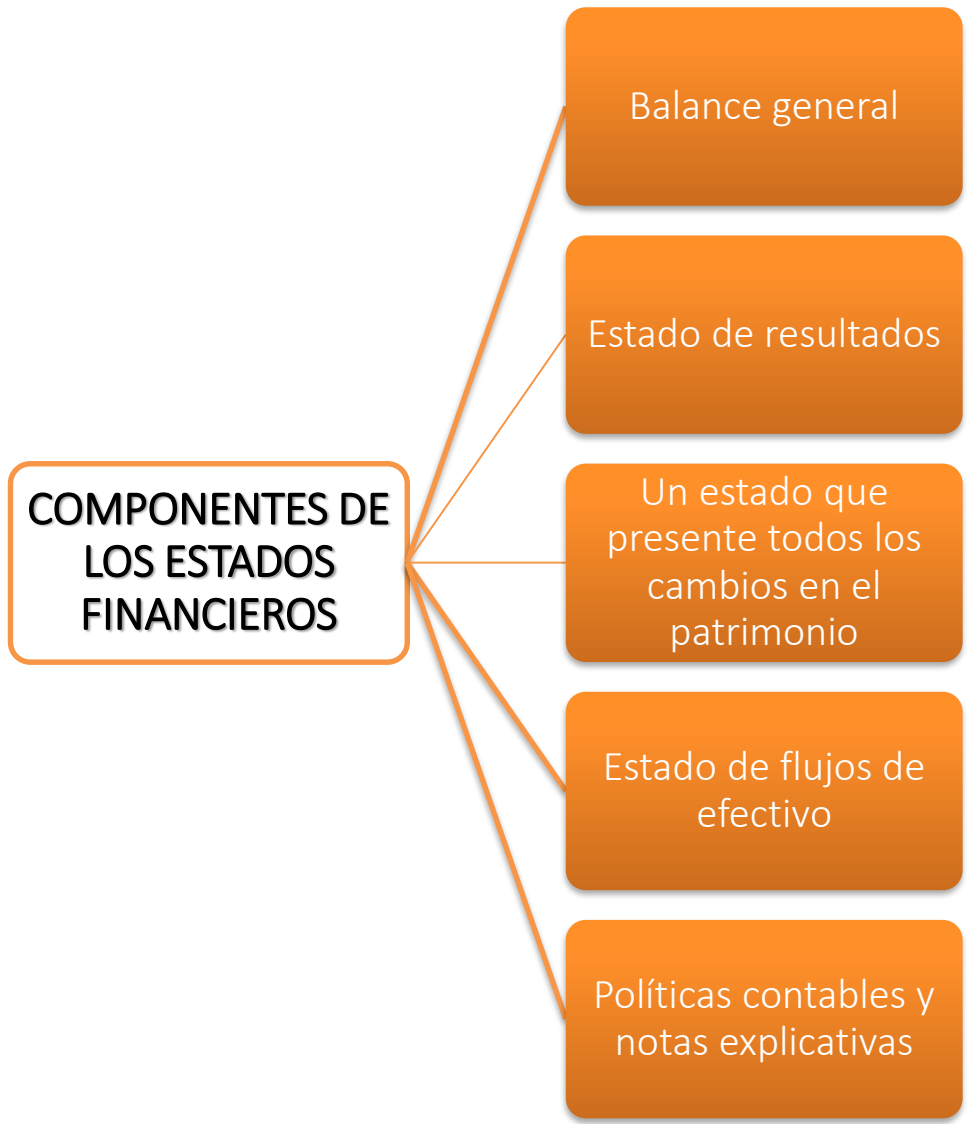 COMPONENTES DE
LOS ESTADOS
FINANCIEROS
Balance general
Estado de resultados
Un estado que
presente todos los
cambios en el
patrimonio
Estado de flujos de
efectivo
Políticas contables y
notas explicativas